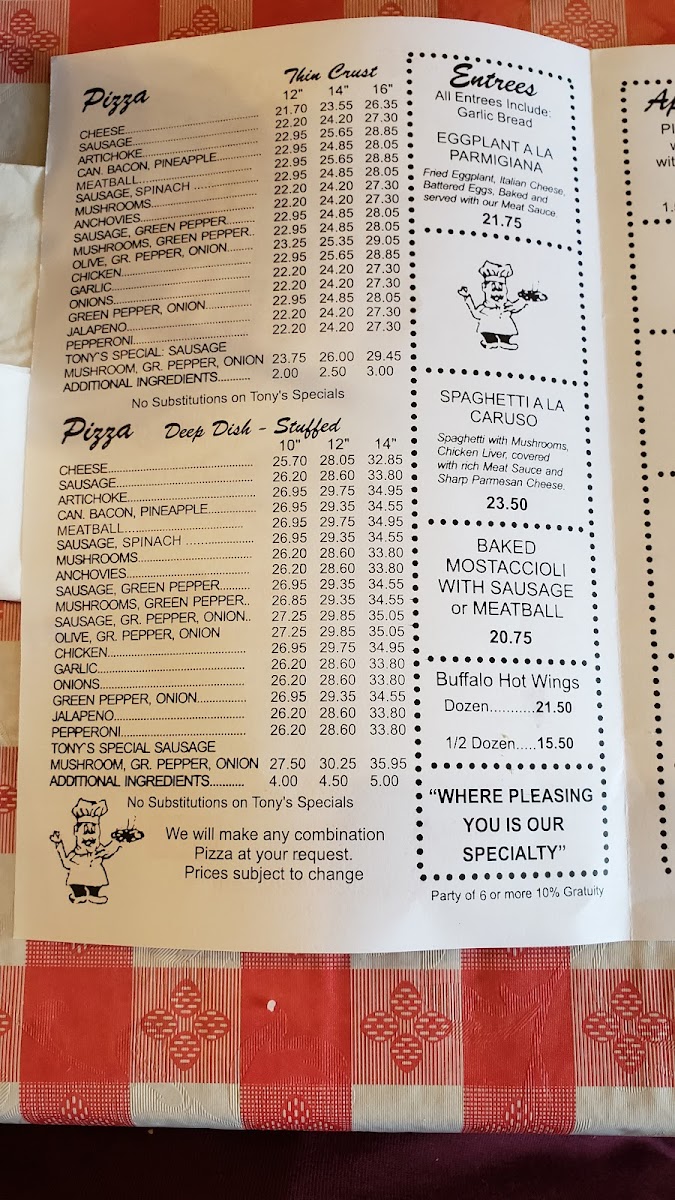 Pizza Thin Crust
12" 14" 16"
CHEESE 21.70 23.55 26.35
SAUSAGE 22.20 24.20 27.30
ARTICHOKE 22.95 25.65 28.85
CAN. BACON, PINEAPPLE 22.95 24.85 28.05
MEATBALL 22.95 25.65 28.85
SAUSAGE, SPINACH 22.95 24.85 28.05
MUSHROOMS 22.20 24.20 27.30
ANCHOVIES 22.20 24.20 27.30
SAUSAGE, GREEN PEPPER 22.95 24.85 28.05
MUSHROOMS, GREEN PEPPER 22.95 24.85 28.05
OLIVE, GR. PEPPER, ONION 23.25 25.35 29.05
CHICKEN 22.95 25.65 28.85
GARLIC 22.20 24.20 27.30
ONIONS 22.20 24.20 27.30
GREEN PEPPER, ONION 22.95 24.85 28.05
JALAPENO 22.20 24.20 27.30
PEPPERONI 22.20 24.20 27.30
TONY'S SPECIAL: SAUSAGE
MUSHROOM, GR. PEPPER, ONION 23.75 26.00 29.45
ADDITIONAL INGREDIENTS 2.00 2.50 3.00
No Substitutions on Tony's Specials
Pizza Deep Dish - Stuffed
10" 12" 14"
CHEESE 25.70 28.05 32.85
SAUSAGE 26.20 28.60 33.80
ARTICHOKE 26.95 29.75 34.95
CAN. BACON, PINEAPPLE 26.95 29.35 34.55
MEATBALL 26.95 29.75 34.95
SAUSAGE, SPINACH 26.95 29.35 34.55
MUSHROOMS 26.20 28.60 33.80
ANCHOVIES 26.20 28.60 33.80
SAUSAGE, GREEN PEPPER 26.95 29.35 34.55
MUSHROOMS, GREEN PEPPER 26.85 29.35 34.55
SAUSAGE, GR. PEPPER, ONION 27.25 29.85 35.05
OLIVE, GR. PEPPER, ONION 27.25 29.85 35.05
CHICKEN 26.95 29.75 34.95
GARLIC 26.20 28.60 33.80
ONIONS 26.20 28.60 33.80
GREEN PEPPER, ONION 26.95 29.35 34.55
JALAPENO 26.20 28.60 33.80
PEPPERONI 26.20 28.60 33.80
TONY'S SPECIAL SAUSAGE
MUSHROOM, GR. PEPPER, ONION 27.50 30.25 35.95
ADDITIONAL INGREDIENTS 4.00 4.50 5.00
No Substitutions on Tony's Specials
We will make any combination
Pizza at your request.
Prices subject to change
Entrees
All Entrees Include:
Garlic Bread
EGGPLANT A LA
PARMIGIANA
Fried Eggplant, Italian Cheese,
Battered Eggs, Baked and
served with our Meat Sauce.
21.75
SPAGHETTI A LA
CARUSO
Spaghetti with Mushrooms,
Chicken Liver, covered
with rich Meat Sauce and
Sharp Parmesan Cheese.
23.50
BAKED
MOSTACCIOLI
WITH SAUSAGE
or MEATBALL
20.75
Buffalo Hot Wings
Dozen...........21.50
1/2 Dozen.....15.50
"WHERE PLEASING
YOU IS OUR
SPECIALTY"
Party of 6 or more 10% Gratuity